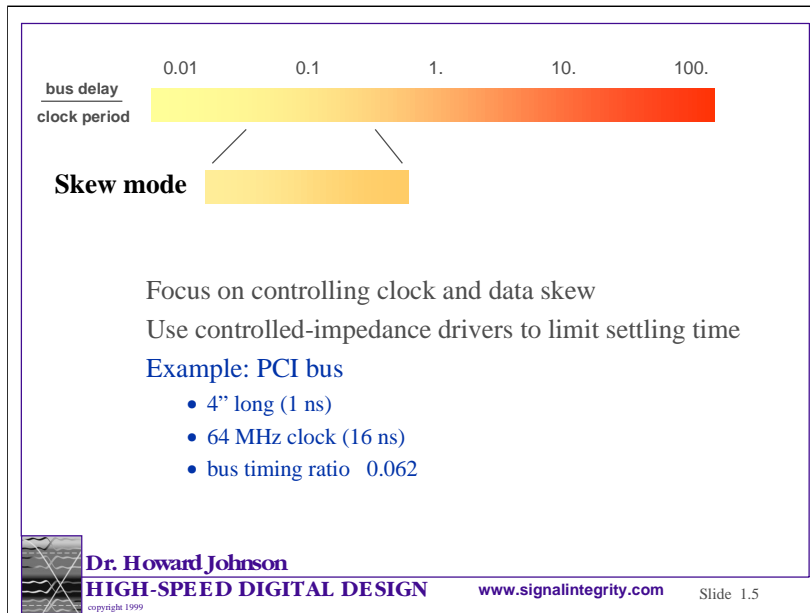 0.01 0.1 1. 10. 100.
bus delay
clock period
Skew mode
Focus on controlling clock and data skew
Use controlled-impedance drivers to limit settling time
Example: PCI bus
• 4” long (1 ns)
• 64 MHz clock (16 ns)
• bus timing ratio 0.062
Dr. Howard Johnson
HIGH-SPEED DIGITAL DESIGN www.signalintegrity.com Slide 1.5
copyright 1999